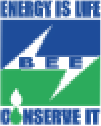 ENERGY IS LIFE
BEE
CONSERVE IT